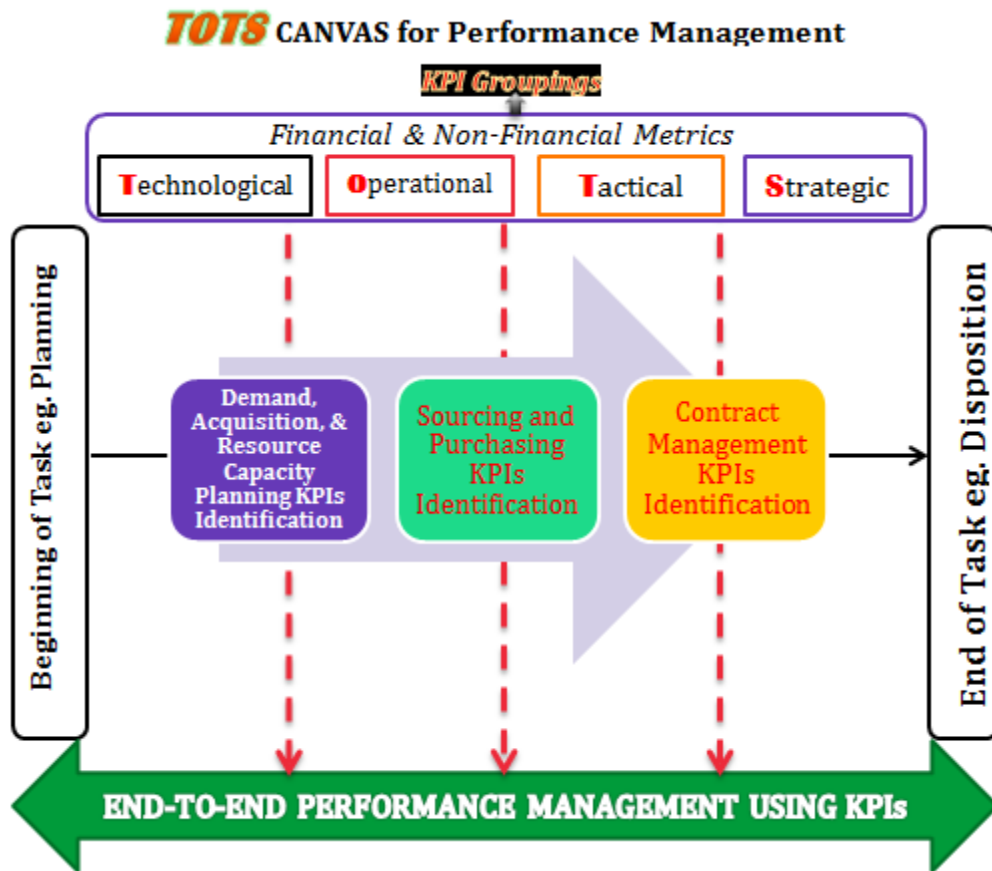 TOTS CANVAS for Performance Management
KPI Groupings
Financial & Non-Financial Metrics
Technological
Operational
Tactical
Strategic
Beginning of Task eg. Planning
Demand,
Acquisition, &
Resource
Capacity
Planning KPIs
Identification
Sourcing and
Purchasing
KPIs
Identification
Contract
Management
KPIs
Identification
End of Task eg. Disposition
END-TO-END PERFORMANCE MANAGEMENT USING KPIs